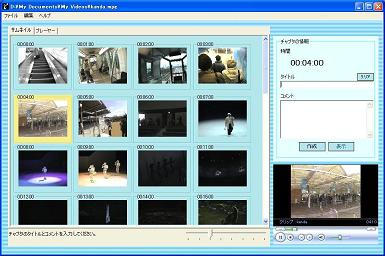 D:¥My Documents¥My Videos¥kanda.mpg
ファイル 編集 ヘルプ
サムネイル プレーヤー
00:00:00 00:01:00 00:02:00 00:03:00
00:04:00 00:05:00 00:06:00 00:07:00
00:08:00 00:09:00 00:10:00 00:11:00
00:12:00 00:13:00 00:14:00 00:15:00
チャプタのタイトルとコメントを入力してください。
チャプタの情報
時間
00:04:00
タイトル
クリア
コメント
作成 表示
クリップ: kanda 04:10